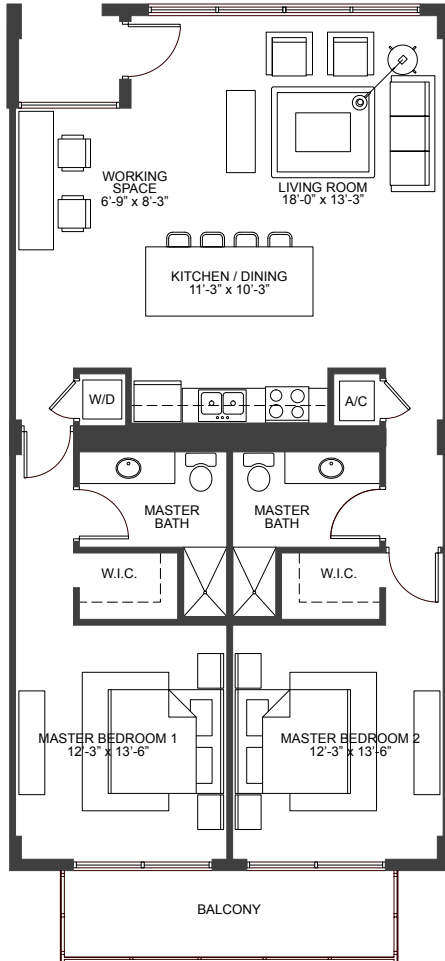 WORKING
SPACE
6'-9" x 8'-3"
LIVING ROOM
18'-0" x 13'-3"
KITCHEN / DINING
11'-3" x 10'-3"
W/D
A/C
MASTER
BATH
MASTER
BATH
W.I.C.
W.I.C.
MASTER BEDROOM 1
12'-3" x 13'-6"
MASTER BEDROOM 2
12'-3" x 13'-6"
BALCONY